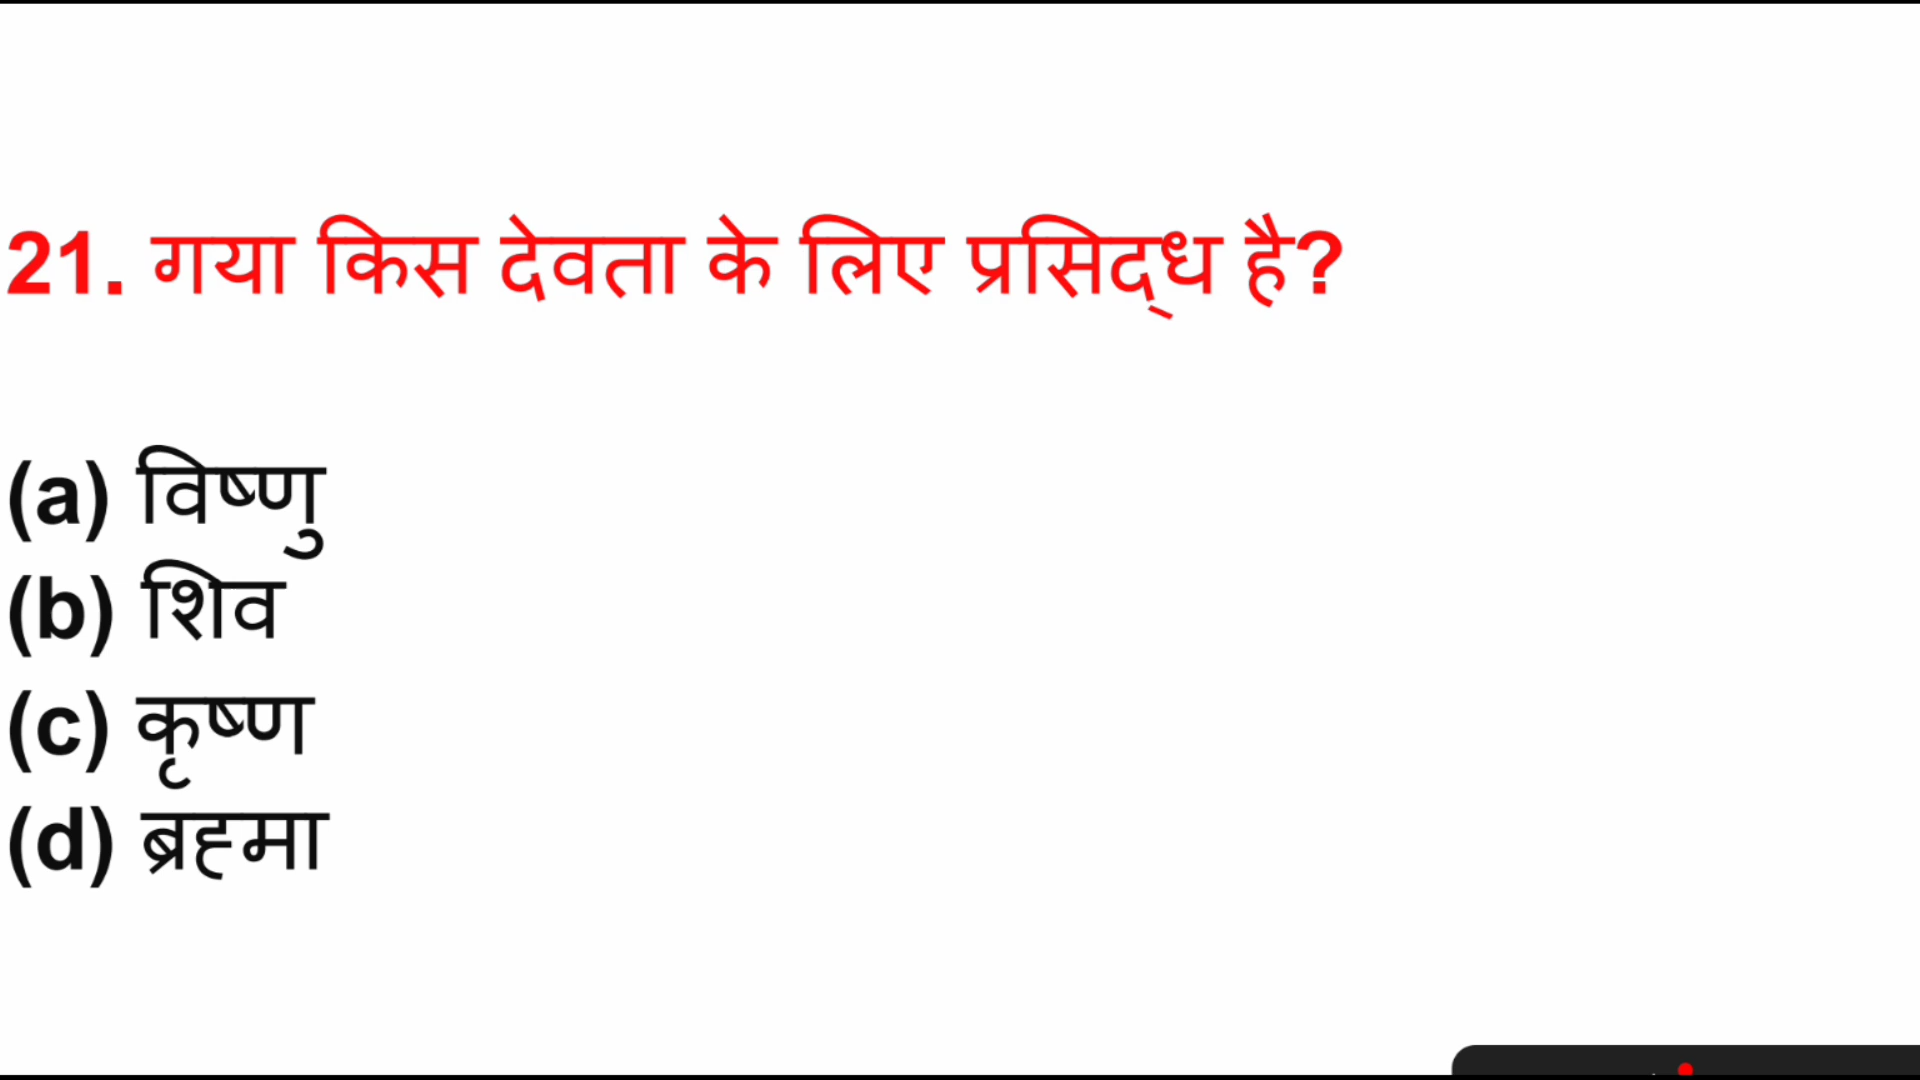 21. गया किस देवता के लिए प्रसिद्ध है?
(a) विष्णु
(b) शिव
(c) कृष्ण
(d) ब्रह्मा